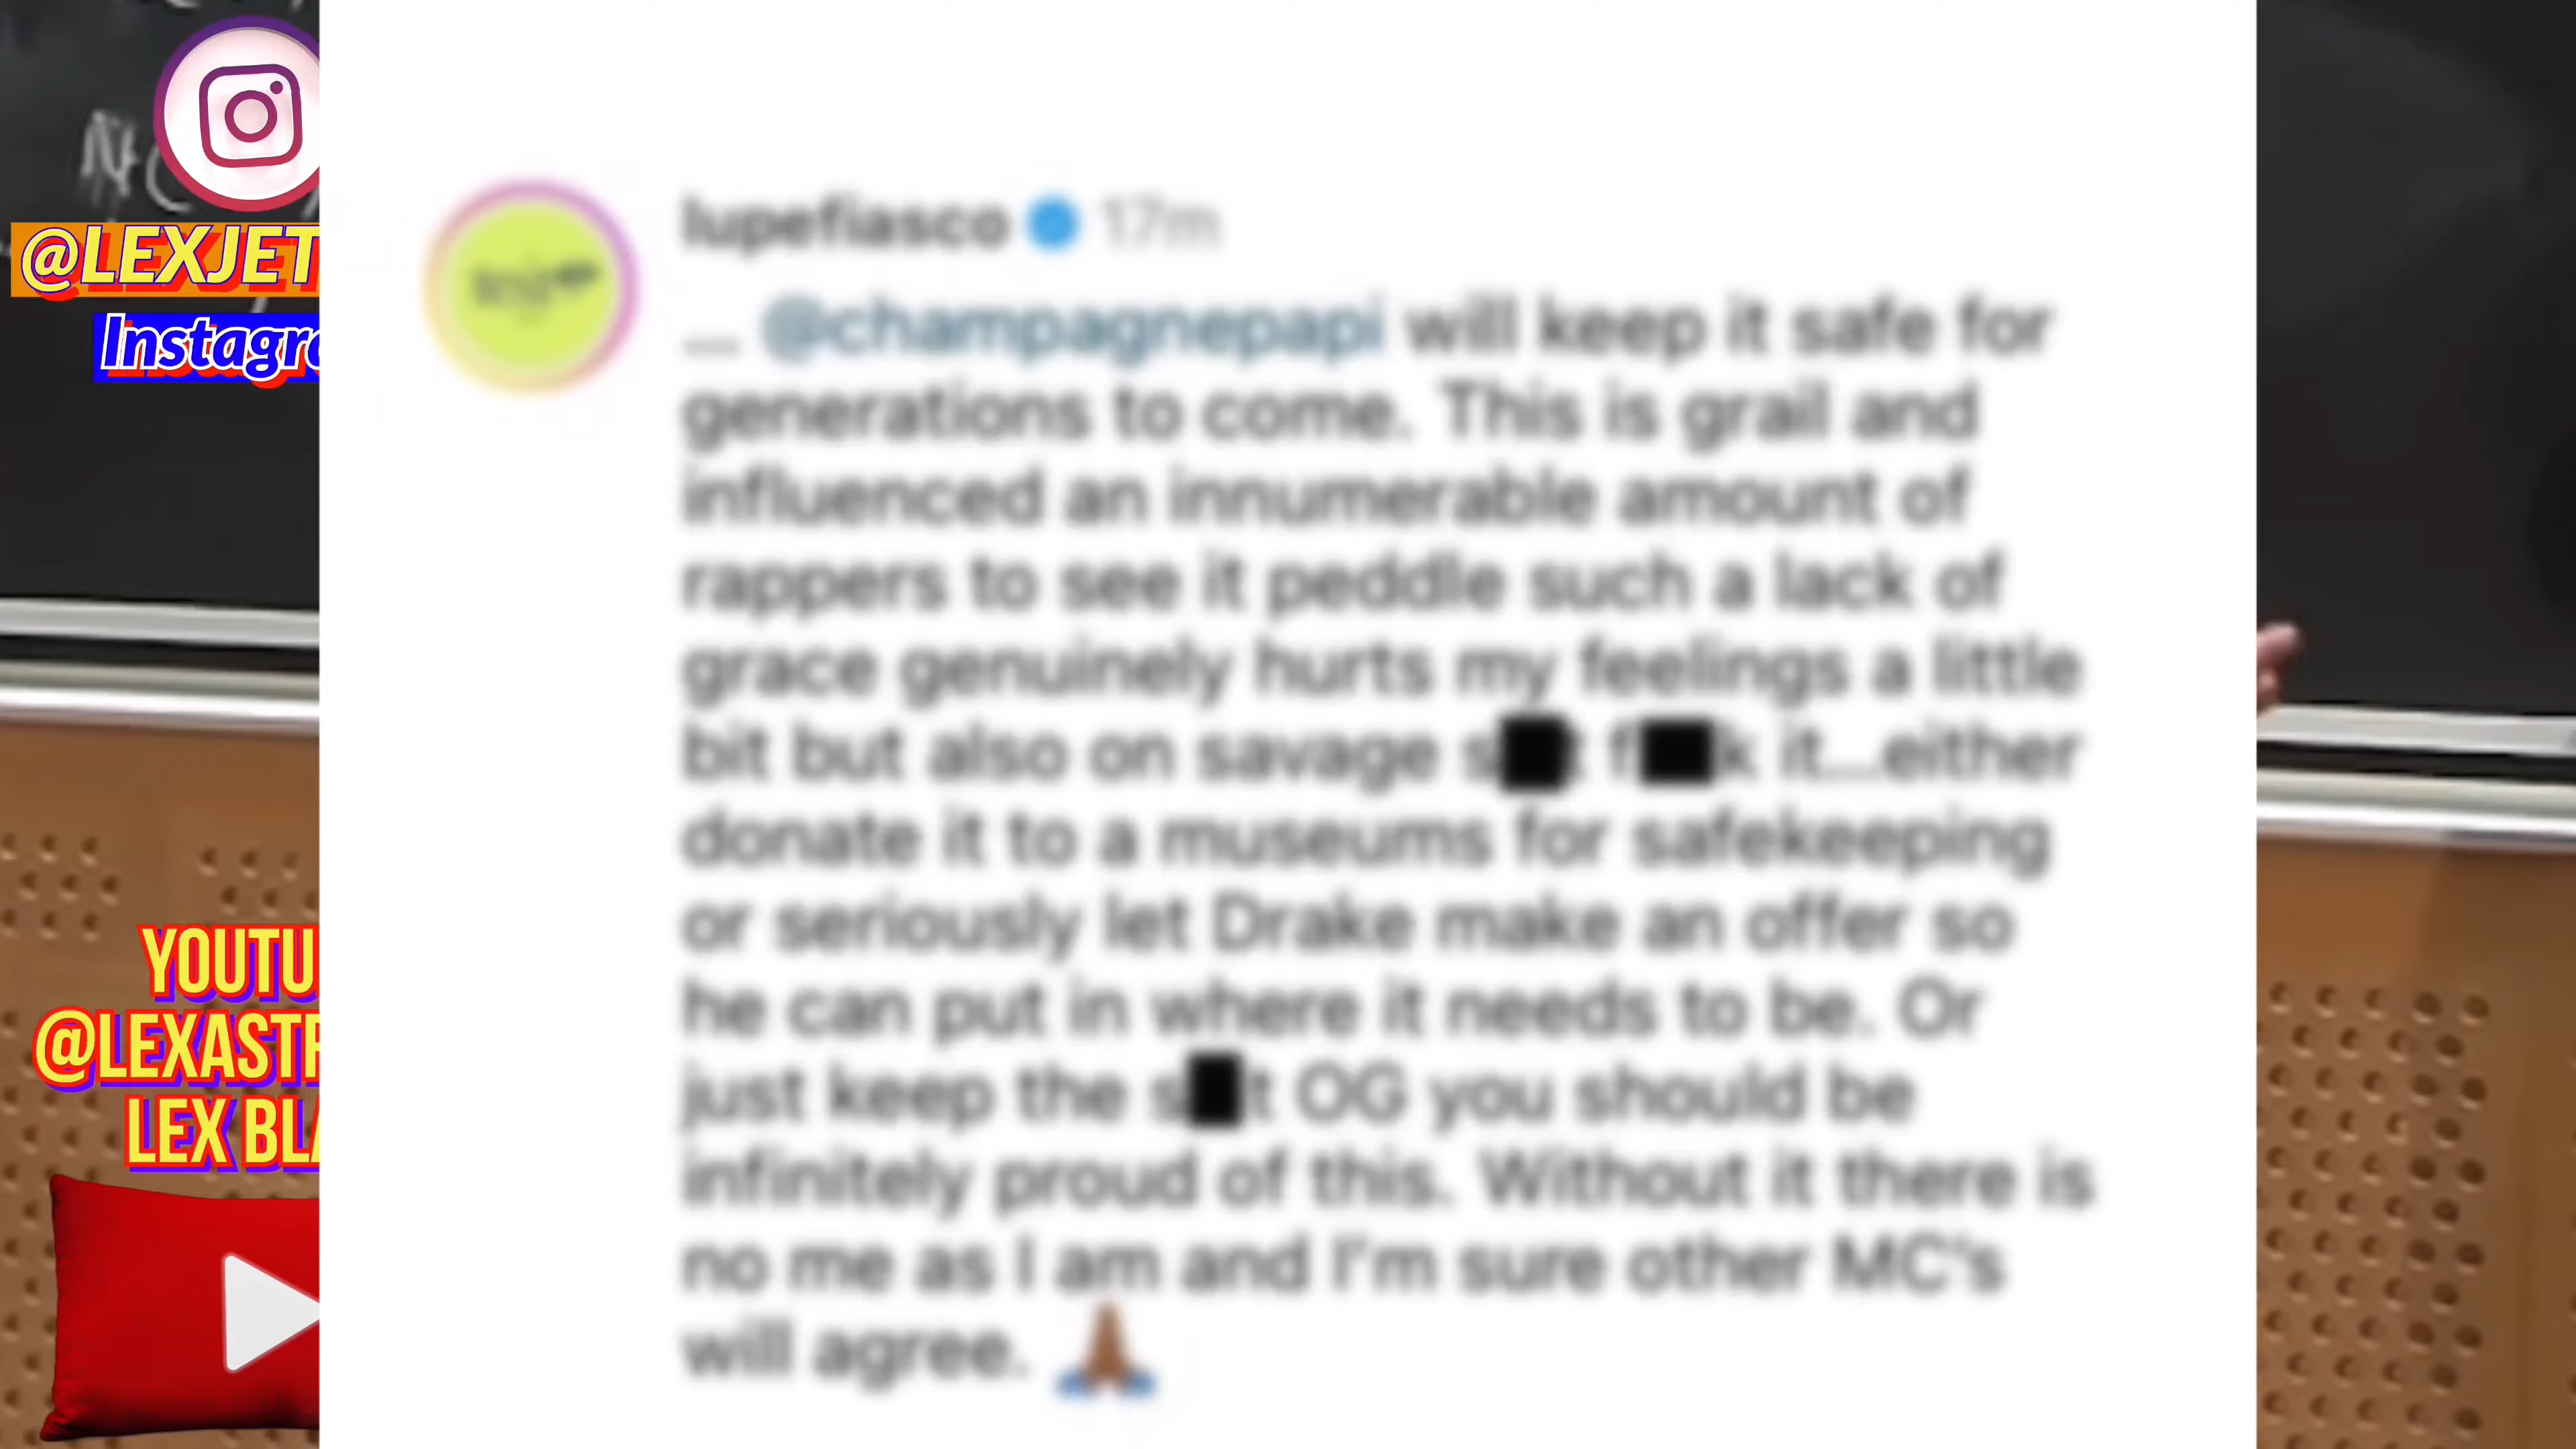 @LEXJET
Instagra
YOUTU
@LEXAST
LEX BLA
lupefiasco 17m
... @champagnepapi will keep it safe for
generations to come. This is grail and
influenced an innumerable amount of
rappers to see it peddle such a lack of
grace genuinely hurts my feelings a little
bit but also on savage s█t f█k it...either
donate it to a museums for safekeeping
or seriously let Drake make an offer so
he can put in where it needs to be. Or
just keep the s█t OG you should be
infinitely proud of this. Without it there is
no me as I am and I'm sure other MC's
will agree. 🙏🏾